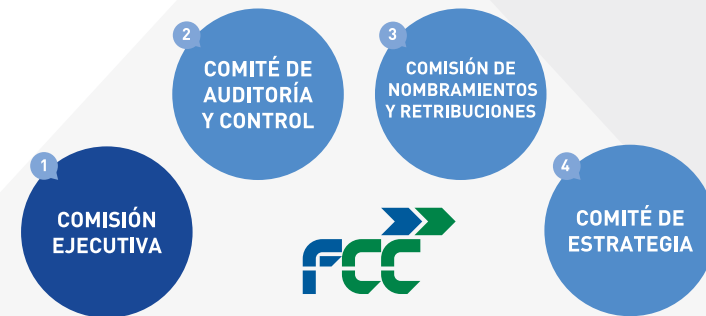 1
COMISIÓN
EJECUTIVA
2
COMITÉ DE
AUDITORÍA
Y CONTROL
3
COMISIÓN DE
NOMBRAMIENTOS
Y RETRIBUCIONES
4
COMITÉ DE
ESTRATEGIA
FCC